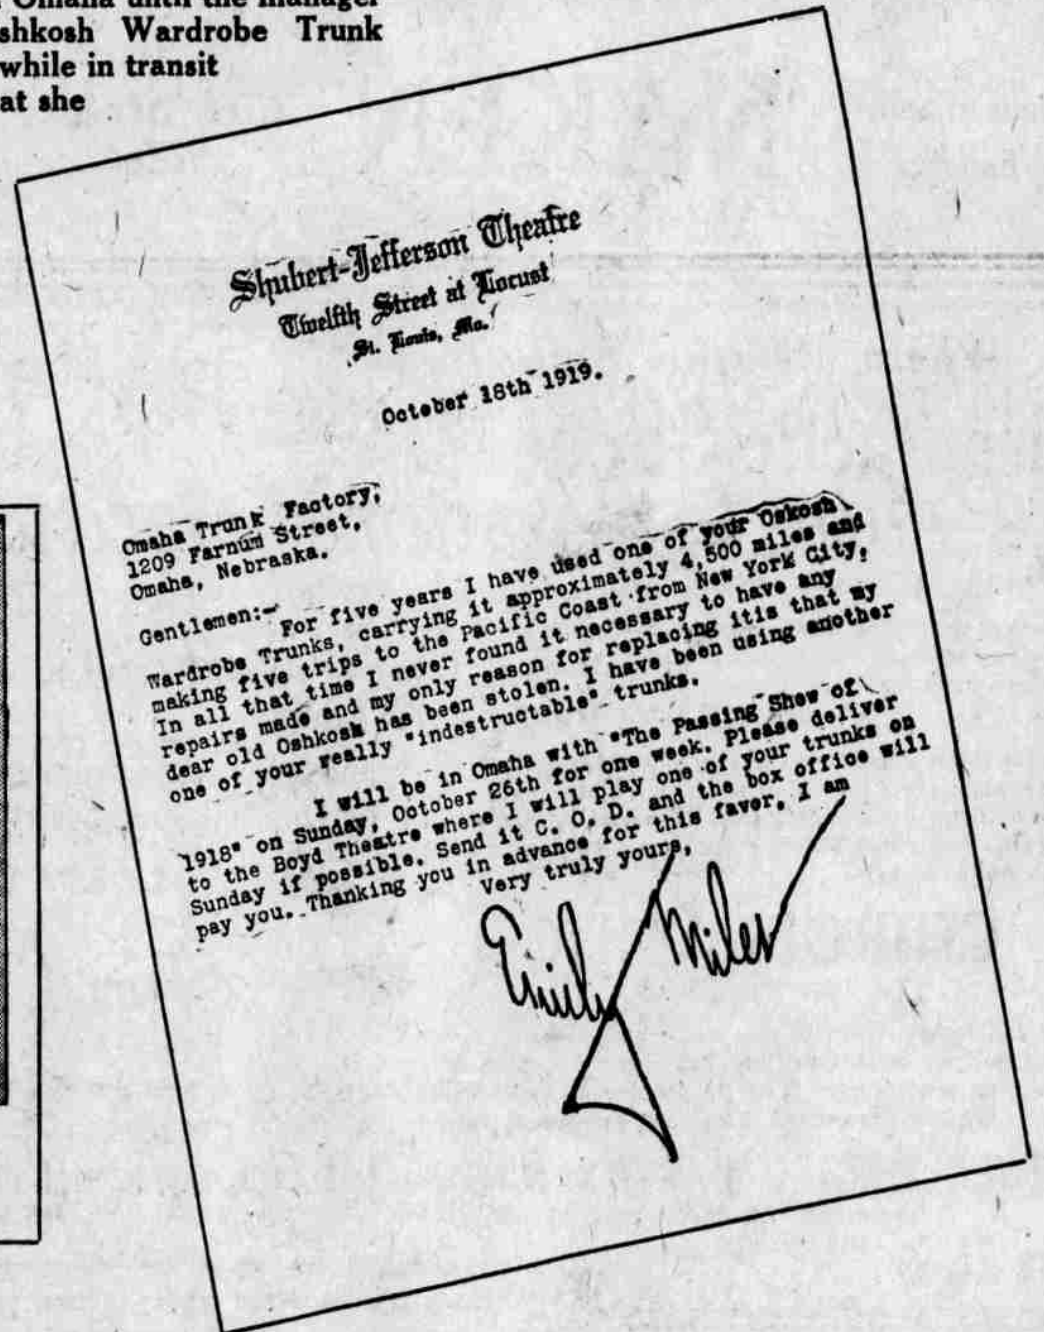 Omaha until the manager
shkosh Wardrobe Trunk
while in transit
at she
Shubert-Jefferson Theatre
Twelfth Street at Locust
St. Louis, Mo.
October 18th 1919.
Omaha Trunk Factory,
1209 Farnum Street,
Omaha, Nebraska.
Gentlemen:-
For five years I have used one of your Oskosh
Wardrobe Trunks, carrying it approximately 4,500 miles and
making five trips to the Pacific Coast from New York City,
In all that time I never found it necessary to have any
repairs made and my only reason for replacing itis that my
dear old Oshkosk has been stolen. I have been using another
one of your really "indestructable" trunks.
I will be in Omaha with "The Passing Show of
1918" on Sunday, October 26th for one week. Please deliver
to the Boyd Theatre where I will play one of your trunks on
Sunday if possible. Send it C. O. D. and the box office will
pay you. Thanking you in advance for this favor, I am
Very truly yours,
Emily Miles